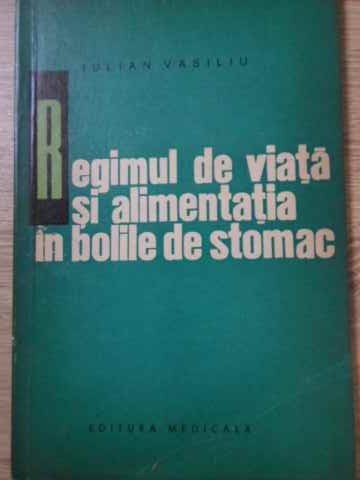 IULIAN VASILIU
Regimul de viață
și alimentația
în bolile de stomac
EDITURA MEDICALĂ